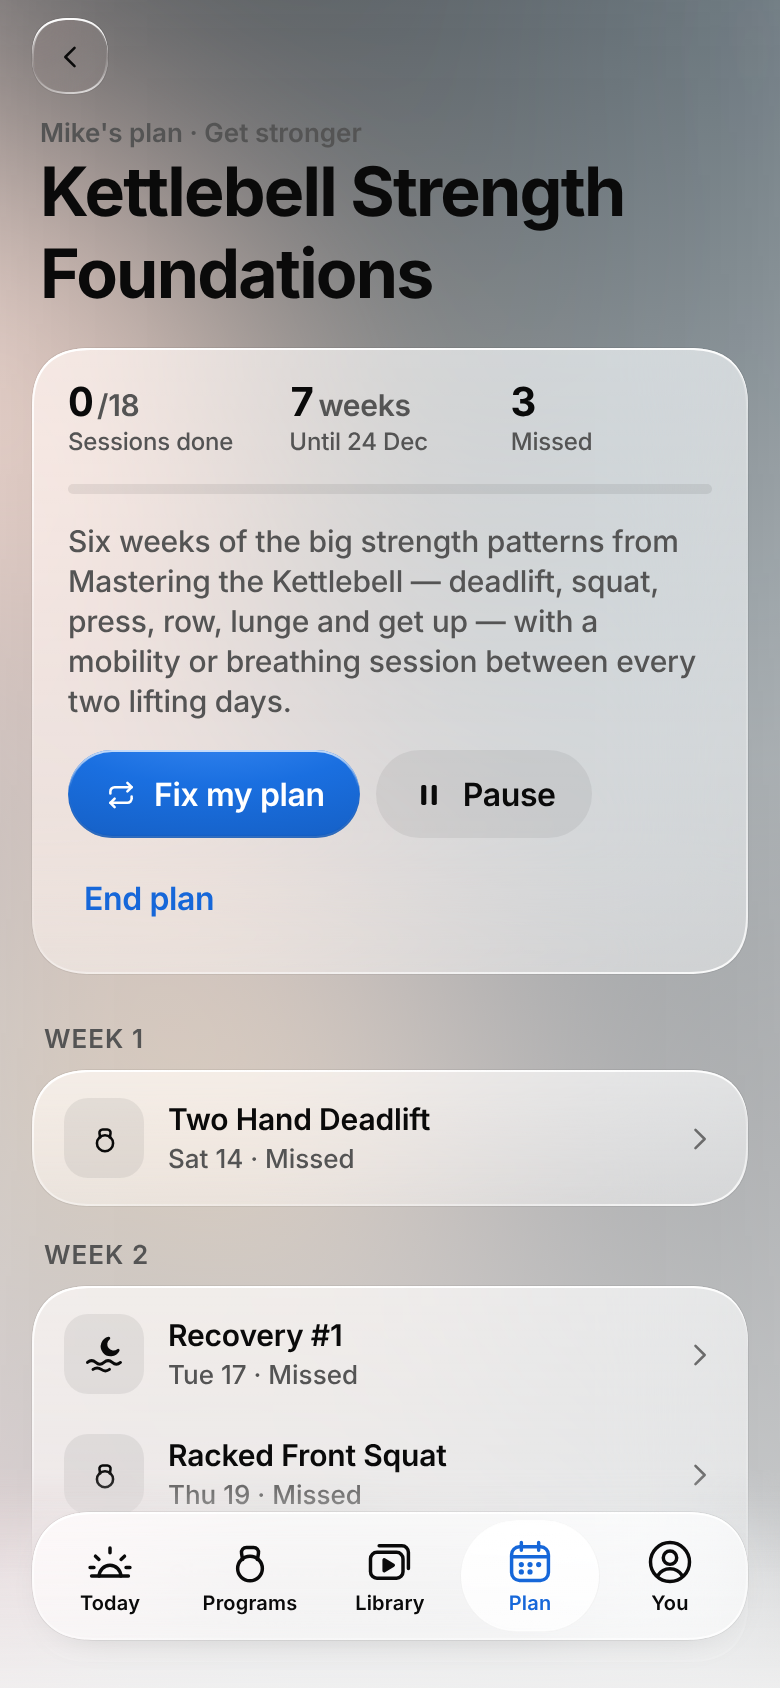 Mike's plan · Get stronger
Kettlebell Strength
Foundations
0/18
Sessions done
7 weeks
Until 24 Dec
3
Missed
Six weeks of the big strength patterns from
Mastering the Kettlebell — deadlift, squat,
press, row, lunge and get up — with a
mobility or breathing session between every
two lifting days.
Fix my plan
Pause
End plan
WEEK 1
Two Hand Deadlift
Sat 14 · Missed
WEEK 2
Recovery #1
Tue 17 · Missed
Racked Front Squat
Thu 19 · Missed
Today
Programs
Library
Plan
You